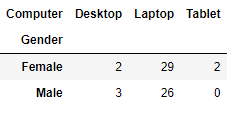 Computer Desktop Laptop Tablet
Gender
Female 2 29 2
Male 3 26 0